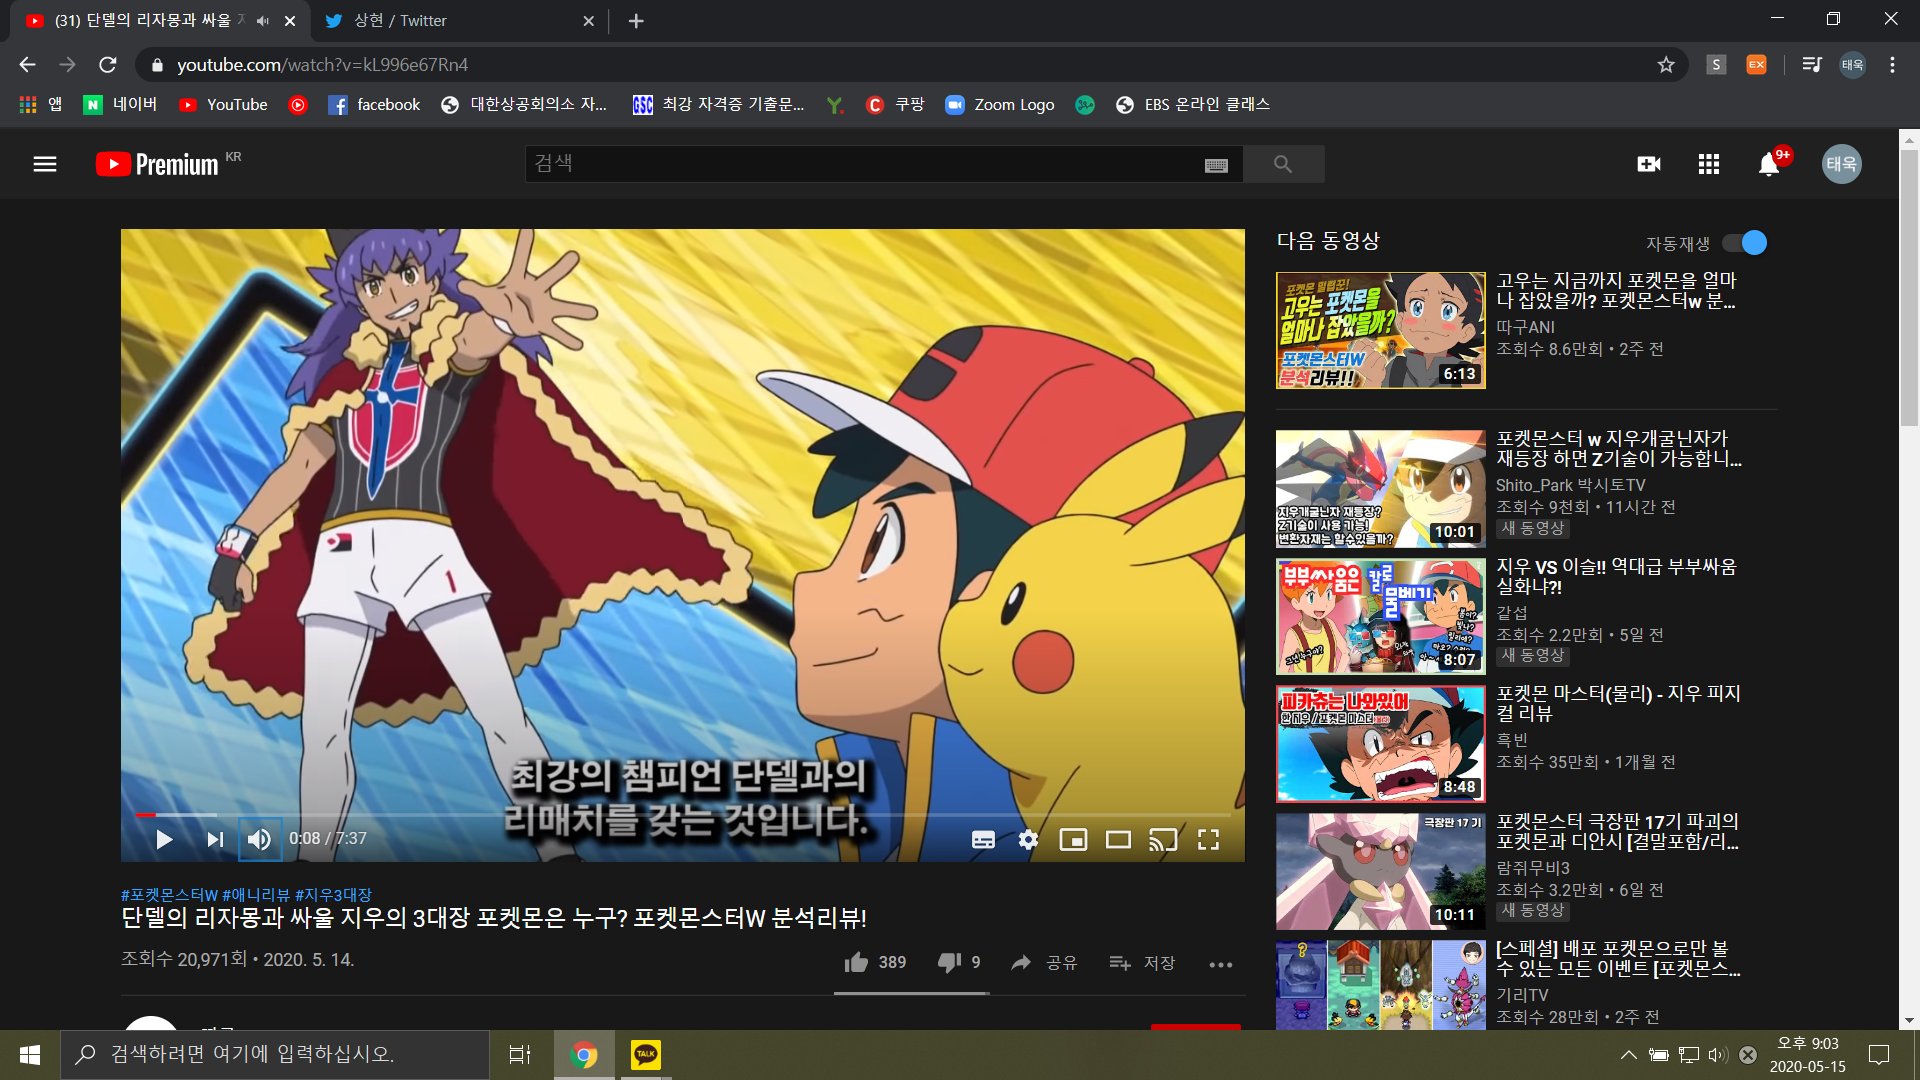 (31) 단델의 리자몽과 싸울 지
상현 / Twitter
youtube.com/watch?v=kL996e67Rn4
S
EX
태욱
앱
네이버
YouTube
facebook
대한상공회의소 자...
GSC
최강 자격증 기출문...
쿠팡
Zoom Logo
EBS 온라인 클래스
Premium KR
검색
9+
태욱
최강의 챔피언 단델과의
리매치를 갖는 것입니다.
0:08 / 7:37
#포켓몬스터W #애니리뷰 #지우3대장
단델의 리자몽과 싸울 지우의 3대장 포켓몬은 누구? 포켓몬스터W 분석리뷰!
조회수 20,971회 • 2020. 5. 14.
389
9
공유
저장
다음 동영상
자동재생
포켓몬 밀렵꾼!
고우는 포켓몬을
얼마나 잡았을까?
포켓몬스터W
분석리뷰!!
6:13
고우는 지금까지 포켓몬을 얼마
나 잡았을까? 포켓몬스터w 분...
따구ANI
조회수 8.6만회 • 2주 전
지우개굴닌자 재등장?
Z기술이 사용 가능!
변환자재는 할수있을까?
10:01
포켓몬스터 w 지우개굴닌자가
재등장 하면 Z기술이 가능합니...
Shito_Park 박시토TV
조회수 9천회 • 11시간 전
새 동영상
부부싸움은
칼로
물베기
8:07
지우 VS 이슬!! 역대급 부부싸움
실화냐?!
같섭
조회수 2.2만회 • 5일 전
새 동영상
피카츄는 나와있어
한지우 / 포켓몬 마스터(물리)
8:48
포켓몬 마스터(물리) - 지우 피지
컬 리뷰
흑빈
조회수 35만회 • 1개월 전
극장판 17 기
10:11
포켓몬스터 극장판 17기 파괴의
포켓몬과 디안시 [결말포함/리...
람쥐무비3
조회수 3.2만회 • 6일 전
새 동영상
[스페셜] 배포 포켓몬으로만 볼
수 있는 모든 이벤트 [포켓몬스...
기리TV
조회수 28만회 • 2주 전
검색하려면 여기에 입력하십시오.
TALK
오후 9:03
2020-05-15